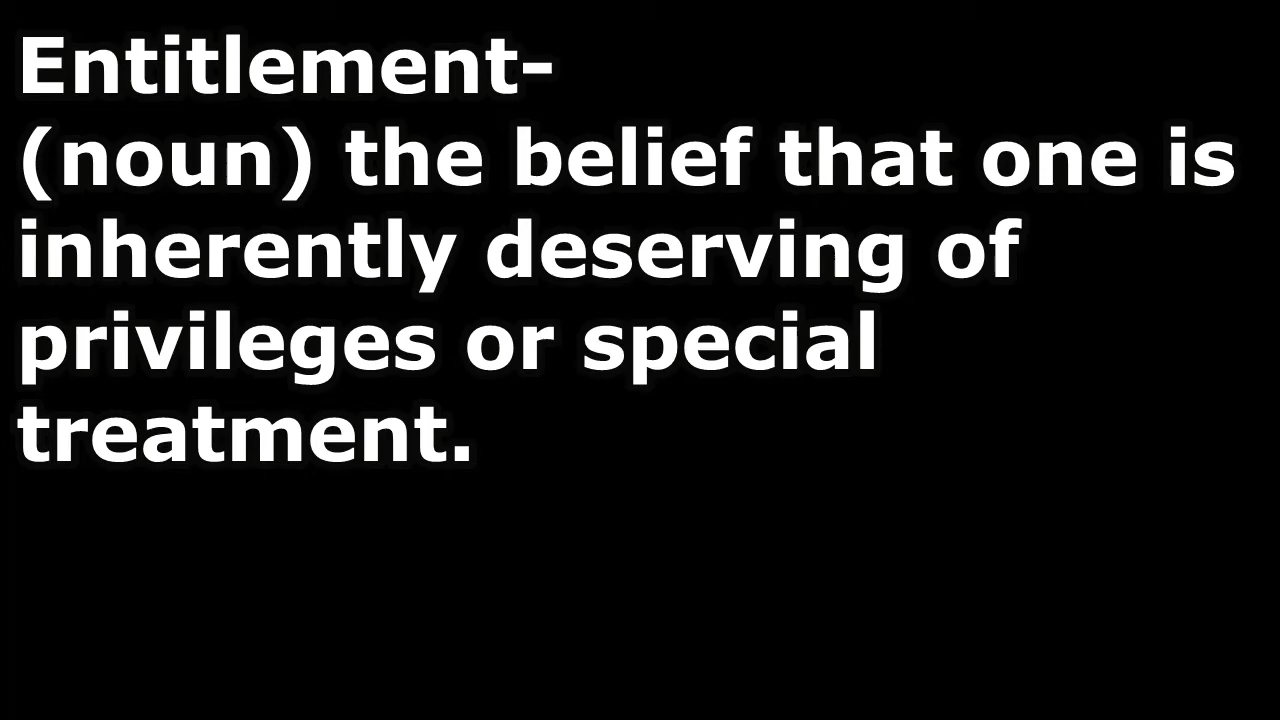 Entitlement-
(noun) the belief that one is
inherently deserving of
privileges or special
treatment.